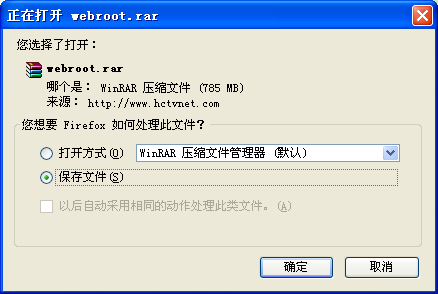 正在打开 webroot.rar
您选择了打开：
webroot.rar
哪个是： WinRAR 压缩文件 (785 MB)
来源： http://www.hctvnet.com
您想要 Firefox 如何处理此文件？
打开方式(O) WinRAR 压缩文件管理器 (默认)
保存文件(S)
以后自动采用相同的动作处理此类文件。(A)
确定 取消